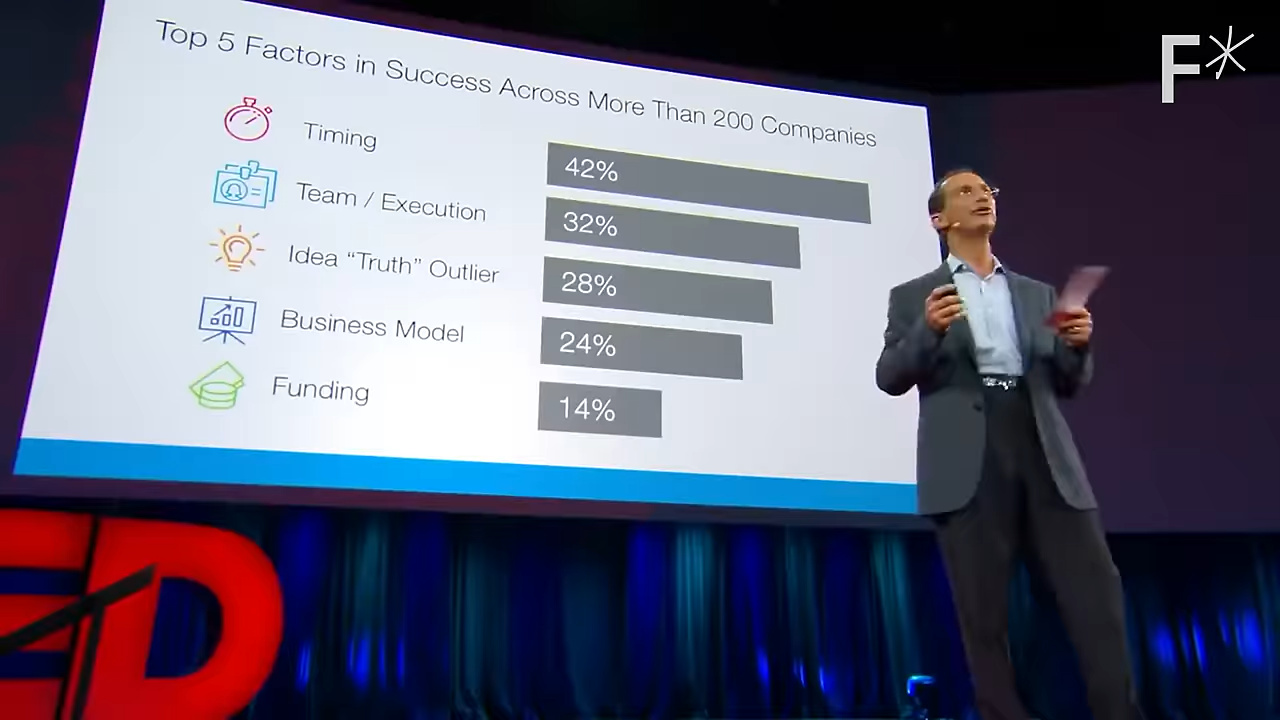 Top 5 Factors in Success Across More Than 200 Companies
Timing 42%
Team / Execution 32%
Idea “Truth” Outlier 28%
Business Model 24%
Funding 14%
F*
ED